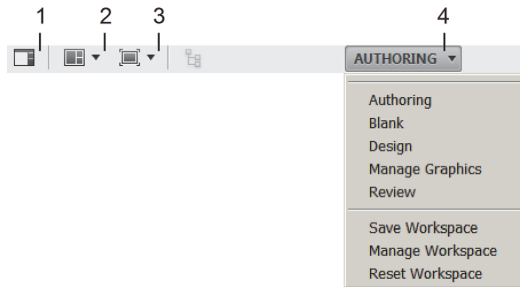 1 2 3 4
AUTHORING
Authoring
Blank
Design
Manage Graphics
Review
Save Workspace
Manage Workspace
Reset Workspace